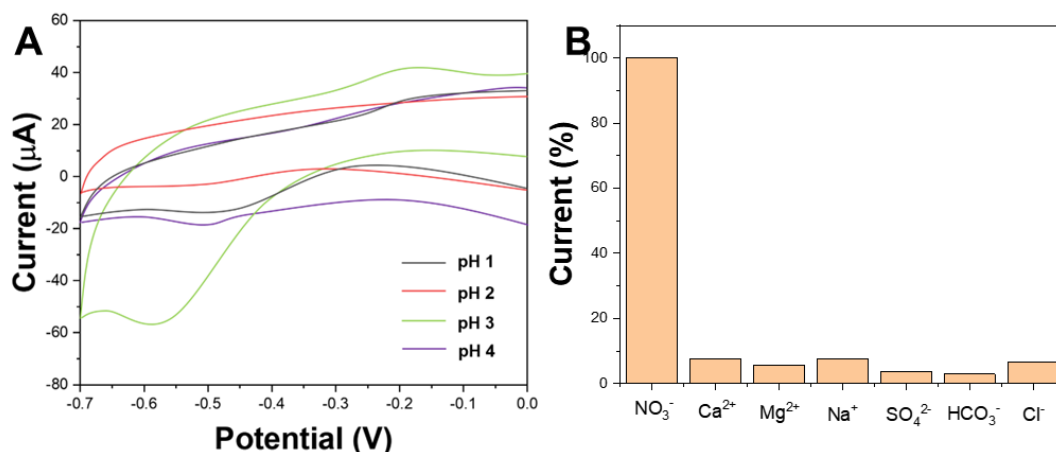 A
Current (μA)
60
40
20
0
-20
-40
-60
-80
-0.7
-0.6
-0.5
-0.4
-0.3
-0.2
-0.1
0.0
Potential (V)
pH 1
pH 2
pH 3
pH 4
B
Current (%)
100
80
60
40
20
0
NO₃⁻
Ca²⁺
Mg²⁺
Na⁺
SO₄²⁻
HCO₃⁻
Cl⁻